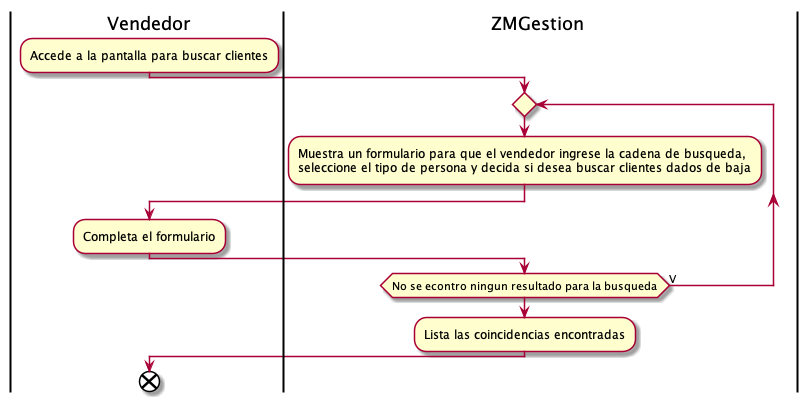 Vendedor
ZMGestion
Accede a la pantalla para buscar clientes
Muestra un formulario para que el vendedor ingrese la cadena de busqueda,
seleccione el tipo de persona y decida si desea buscar clientes dados de baja
Completa el formulario
No se econtro ningun resultado para la busqueda
V
Lista las coincidencias encontradas